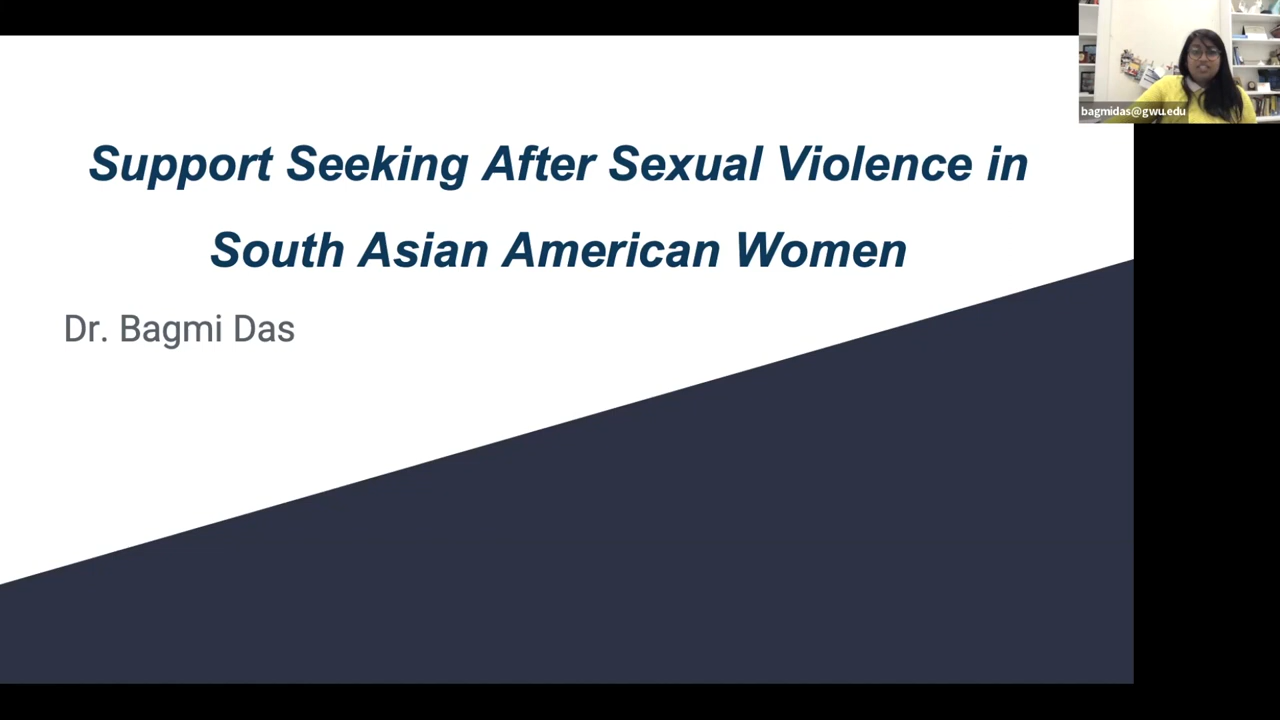 bagmidas@gwu.edu
Support Seeking After Sexual Violence in
South Asian American Women
Dr. Bagmi Das